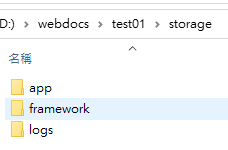 D:) › webdocs › test01 › storage
名稱
app
framework
logs